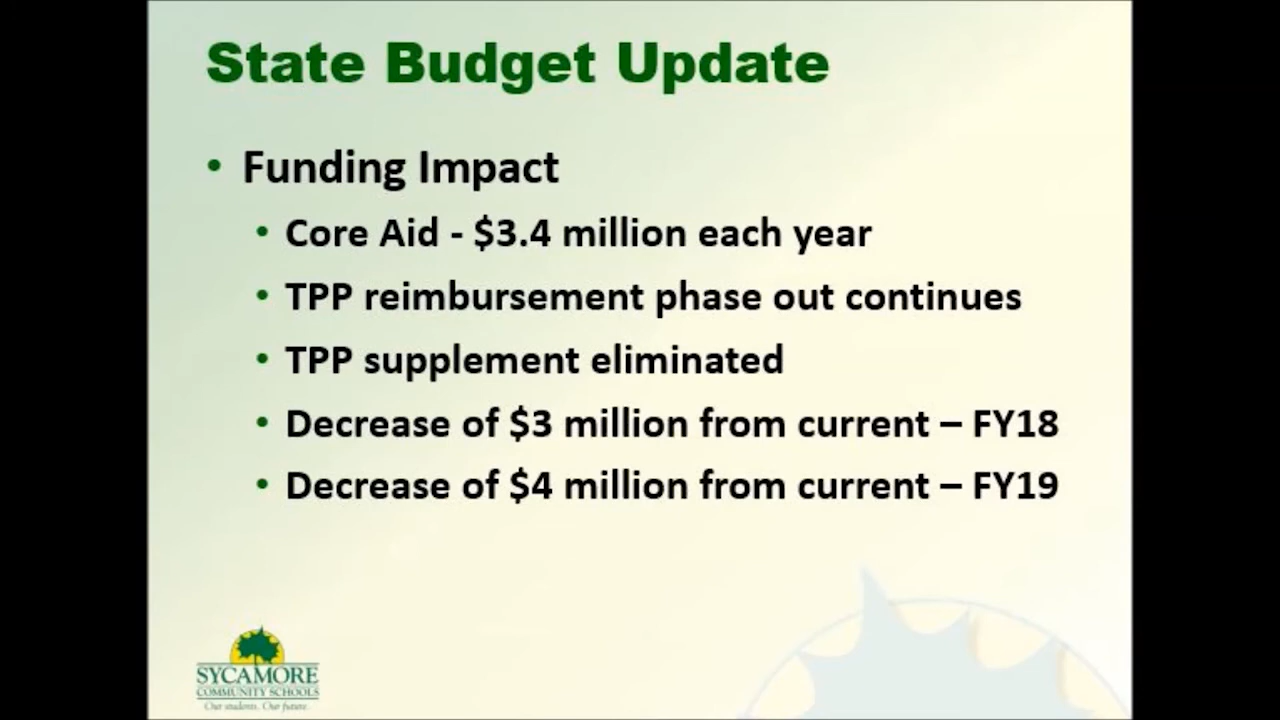 State Budget Update
• Funding Impact
• Core Aid - $3.4 million each year
• TPP reimbursement phase out continues
• TPP supplement eliminated
• Decrease of $3 million from current – FY18
• Decrease of $4 million from current – FY19
SYCAMORE
COMMUNITY SCHOOLS
Our students. Our future.